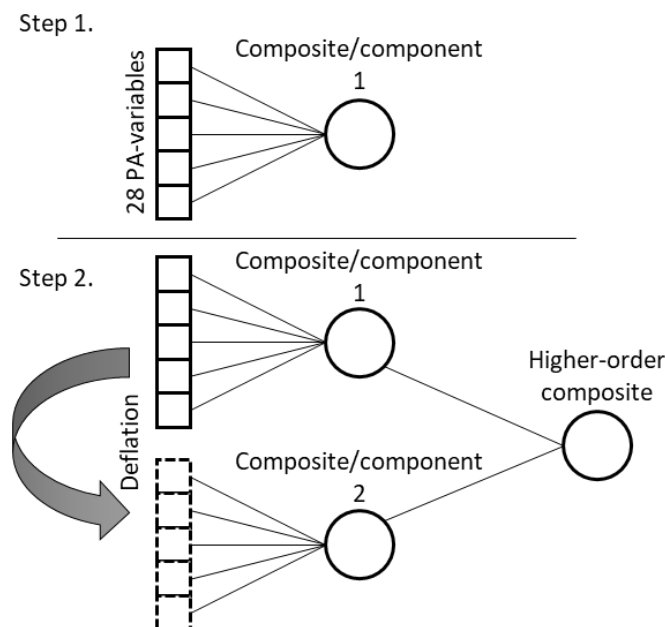 Step 1.
Composite/component
1
28 PA-variables
Step 2.
Composite/component
1
Higher-order
composite
Deflation
Composite/component
2